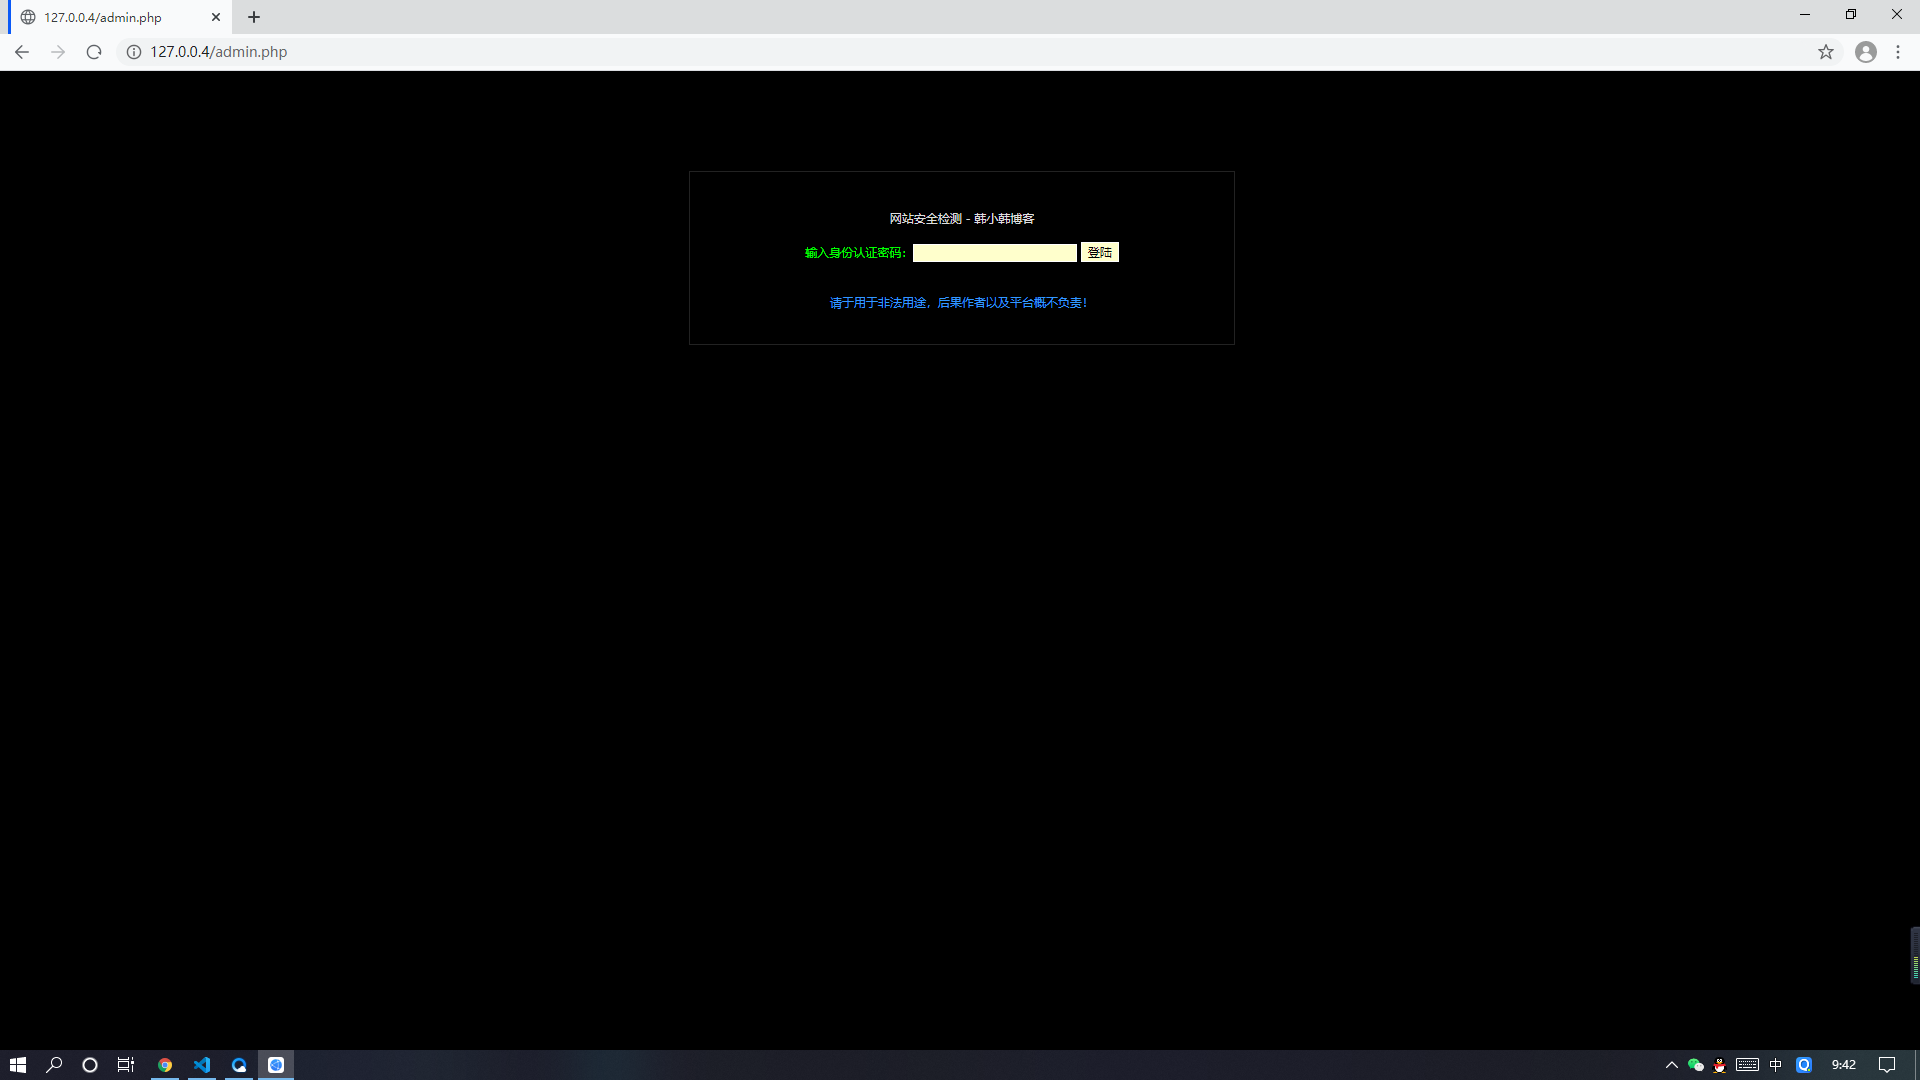 127.0.0.4/admin.php
127.0.0.4/admin.php
网站安全检测 - 韩小韩博客
输入身份认证密码：
登陆
请于用于非法用途，后果作者以及平台概不负责！
中
9:42